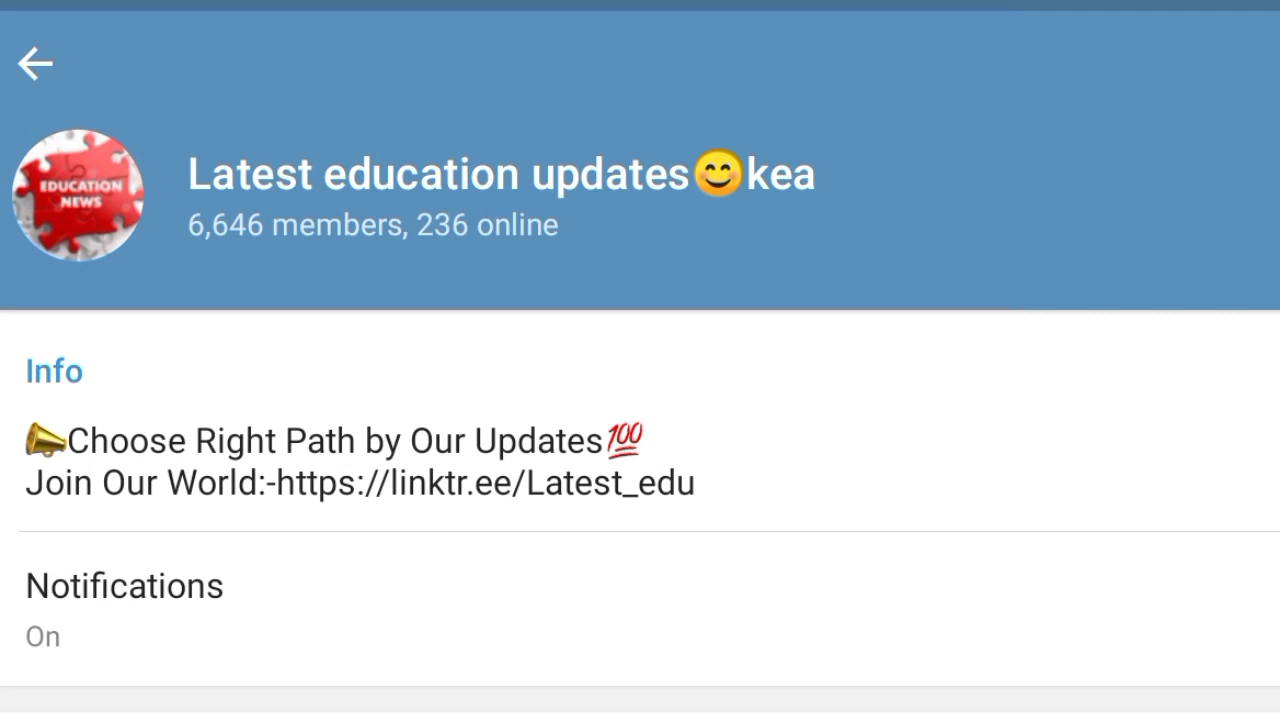 EDUCATION
NEWS
Latest education updates😊kea
6,646 members, 236 online
Info
📣Choose Right Path by Our Updates💯
Join Our World:-https://linktr.ee/Latest_edu
Notifications
On